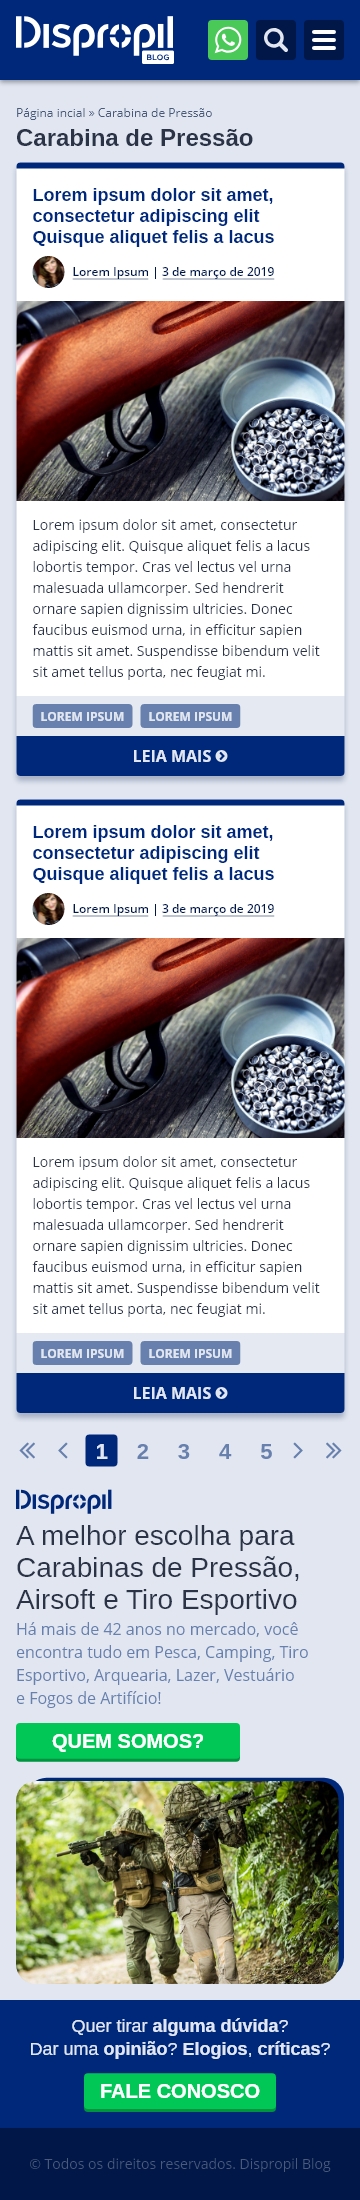 Dispropil
BLOG
Página incial » Carabina de Pressão
Carabina de Pressão
Lorem ipsum dolor sit amet,
consectetur adipiscing elit
Quisque aliquet felis a lacus
Lorem Ipsum | 3 de março de 2019
Lorem ipsum dolor sit amet, consectetur
adipiscing elit. Quisque aliquet felis a lacus
lobortis tempor. Cras vel lectus vel urna
malesuada ullamcorper. Sed hendrerit
ornare sapien dignissim ultricies. Donec
faucibus euismod urna, in efficitur sapien
mattis sit amet. Suspendisse bibendum velit
sit amet tellus porta, nec feugiat mi.
LOREM IPSUM LOREM IPSUM
LEIA MAIS
Lorem ipsum dolor sit amet,
consectetur adipiscing elit
Quisque aliquet felis a lacus
Lorem Ipsum | 3 de março de 2019
Lorem ipsum dolor sit amet, consectetur
adipiscing elit. Quisque aliquet felis a lacus
lobortis tempor. Cras vel lectus vel urna
malesuada ullamcorper. Sed hendrerit
ornare sapien dignissim ultricies. Donec
faucibus euismod urna, in efficitur sapien
mattis sit amet. Suspendisse bibendum velit
sit amet tellus porta, nec feugiat mi.
LOREM IPSUM LOREM IPSUM
LEIA MAIS
« ‹ 1 2 3 4 5 › »
Dispropil
A melhor escolha para
Carabinas de Pressão,
Airsoft e Tiro Esportivo
Há mais de 42 anos no mercado, você
encontra tudo em Pesca, Camping, Tiro
Esportivo, Arquearia, Lazer, Vestuário
e Fogos de Artifício!
QUEM SOMOS?
Quer tirar alguma dúvida?
Dar uma opinião? Elogios, críticas?
FALE CONOSCO
© Todos os direitos reservados. Dispropil Blog